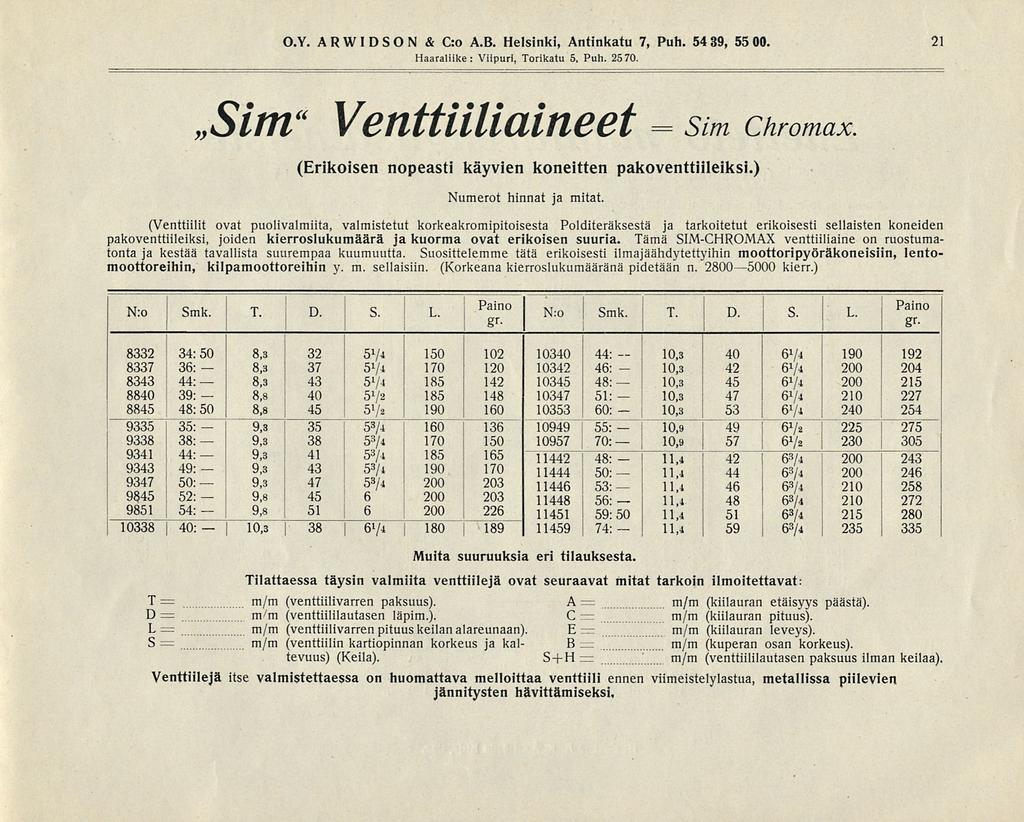 O.Y. ARWIDSON & C:o A.B. Helsinki, Antinkatu 7, Puh. 54 39, 55 00.
21
Haaraliike: Viipuri, Torikatu 5, Puh. 25 70.
„Sim“ Venttiiliaineet = Sim Chromax.
(Erikoisen nopeasti käyvien koneitten pakoventtiileiksi.)
Numerot hinnat ja mitat.
(Venttiilit ovat puolivalmiita, valmistetut korkeakromipitoisesta Polditeräksestä ja tarkoitetut erikoisesti sellaisten koneiden
pakoventtiileiksi, joiden kierroslukumäärä ja kuorma ovat erikoisen suuria. Tämä SIM-CHROMAX venttiiliaine on ruostuma-
tonta ja kestää tavallista suurempaa kuumuutta. Suosittelemme tätä erikoisesti ilmajäähdytettyihin moottoripyöräkoneisiin, lento-
moottoreihin, kilpamoottoreihin y. m. sellaisiin. (Korkeana kierroslukumääränä pidetään n. 2800—5000 kierr.)
N:o Smk. T. D. S. L. Paino gr. N:o Smk. T. D. S. L. Paino gr.
8332 34: 50 8,3 32 5¹/₄ 150 102 10340 44: -- 10,3 40 6¹/₄ 190 192
8337 36: — 8,3 37 5¹/₄ 170 120 10342 46: — 10,3 42 6¹/₄ 200 204
8343 44: — 8,3 43 5¹/₄ 185 142 10345 48: — 10,3 45 6¹/₄ 200 215
8840 39: — 8,8 40 5¹/₂ 185 148 10347 51: — 10,3 47 6¹/₄ 210 227
8845 48: 50 8,8 45 5¹/₂ 190 160 10353 60: — 10,3 53 6¹/₄ 240 254
9335 35: — 9,3 35 5³/₄ 160 136 10949 55: — 10,9 49 6¹/₂ 225 275
9338 38: — 9,3 38 5³/₄ 170 150 10957 70: — 10,9 57 6¹/₂ 230 305
9341 44: — 9,3 41 5³/₄ 185 165 11442 48: — 11,4 42 6³/₄ 200 243
9343 49: — 9,3 43 5³/₄ 190 170 11444 50: — 11,4 44 6³/₄ 200 246
9347 50: — 9,3 47 5³/₄ 200 203 11446 53: — 11,4 46 6³/₄ 210 258
9845 52: — 9,8 45 6 200 203 11448 56: — 11,4 48 6³/₄ 210 272
9851 54: — 9,8 51 6 200 226 11451 59: 50 11,4 51 6³/₄ 215 280
10338 40: — 10,3 38 6¹/₄ 180 189 11459 74: — 11,4 59 6³/₄ 235 335
Muita suuruuksia eri tilauksesta.
Tilattaessa täysin valmiita venttiilejä ovat seuraavat mitat tarkoin ilmoitettavat:
T = ............... m/m (venttiilivarren paksuus). A = ............... m/m (kiilauran etäisyys päästä).
D = ............... m/m (venttiililautasen läpim.). C = ............... m/m (kiilauran pituus).
L = ............... m/m (venttiilivarren pituus keilan alareunaan). E = ............... m/m (kiilauran leveys).
S = ............... m/m (venttiilin kartiopinnan korkeus ja kal- B = ............... m/m (kuperan osan korkeus).
tevuus) (Keila). S+H = ............... m/m (venttiililautasen paksuus ilman keilaa).
Venttiilejä itse valmistettaessa on huomattava melloittaa venttiili ennen viimeistelylastua, metallissa piilevien
jännitysten hävittämiseksi.